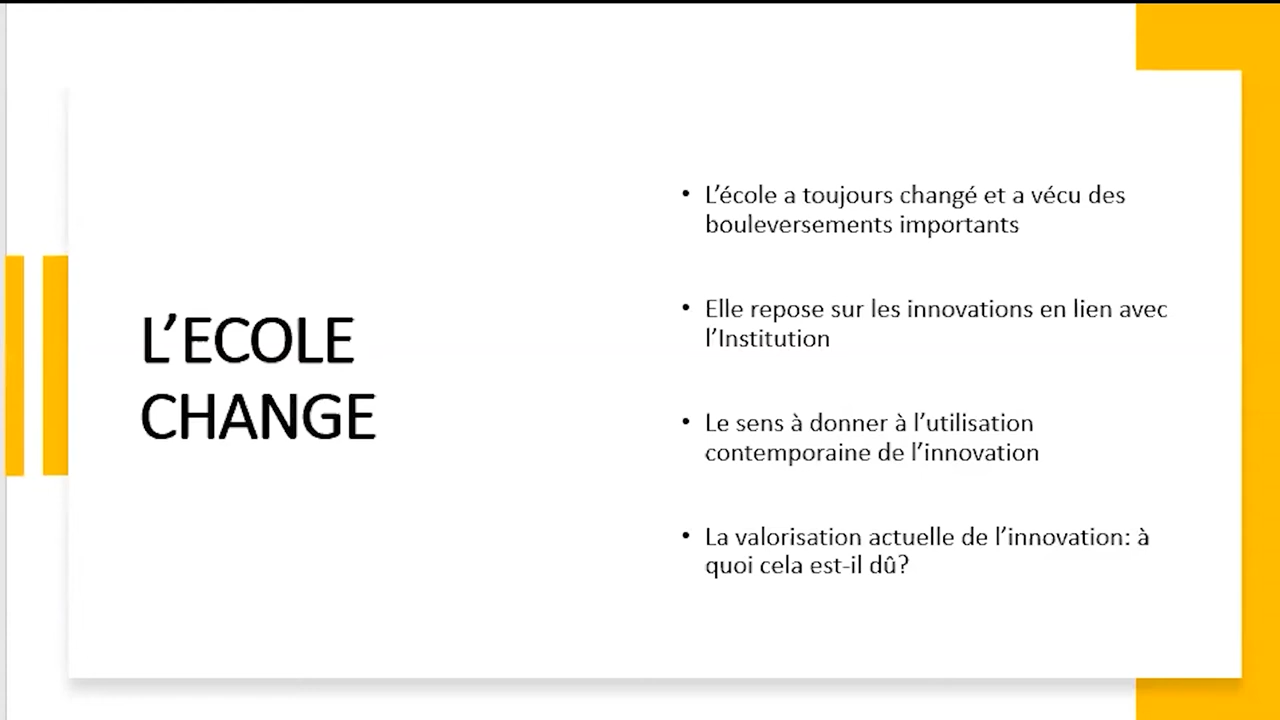 L’ECOLE
CHANGE
• L’école a toujours changé et a vécu des
bouleversements importants
• Elle repose sur les innovations en lien avec
l’Institution
• Le sens à donner à l’utilisation
contemporaine de l’innovation
• La valorisation actuelle de l’innovation: à
quoi cela est-il dû?